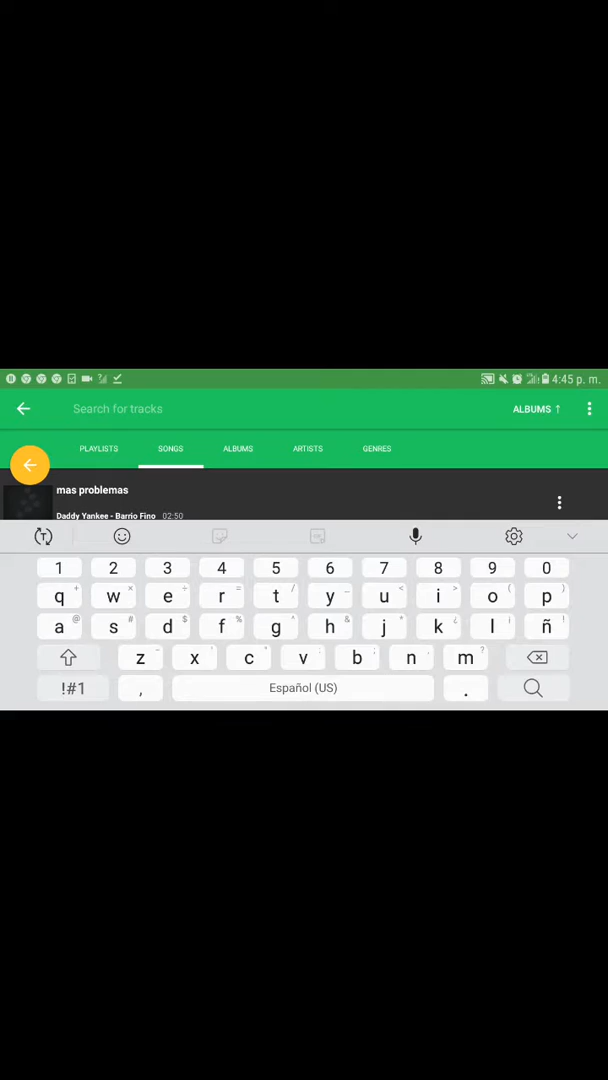 4:45 p. m.
Search for tracks
ALBUMS ↑
PLAYLISTS SONGS ALBUMS ARTISTS GENRES
mas problemas
Daddy Yankee - Barrio Fino 02:50
1 2 3 4 5 6 7 8 9 0
q w e r t y u i o p
a s d f g h j k l ñ
z x c v b n m
!#1 , Español (US) .